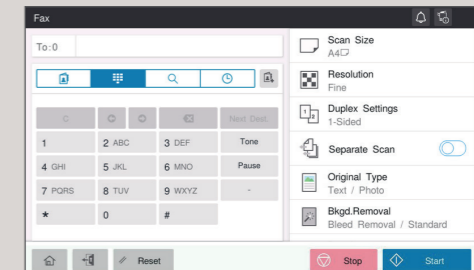 Fax
To:0
C
Next Dest.
1
2 ABC
3 DEF
Tone
4 GHI
5 JKL
6 MNO
Pause
7 PQRS
8 TUV
9 WXYZ
-
*
0
#
Reset
Scan Size
A4
Resolution
Fine
1 2
Duplex Settings
1-Sided
Separate Scan
Original Type
Text / Photo
Bkgd.Removal
Bleed Removal / Standard
Stop
Start